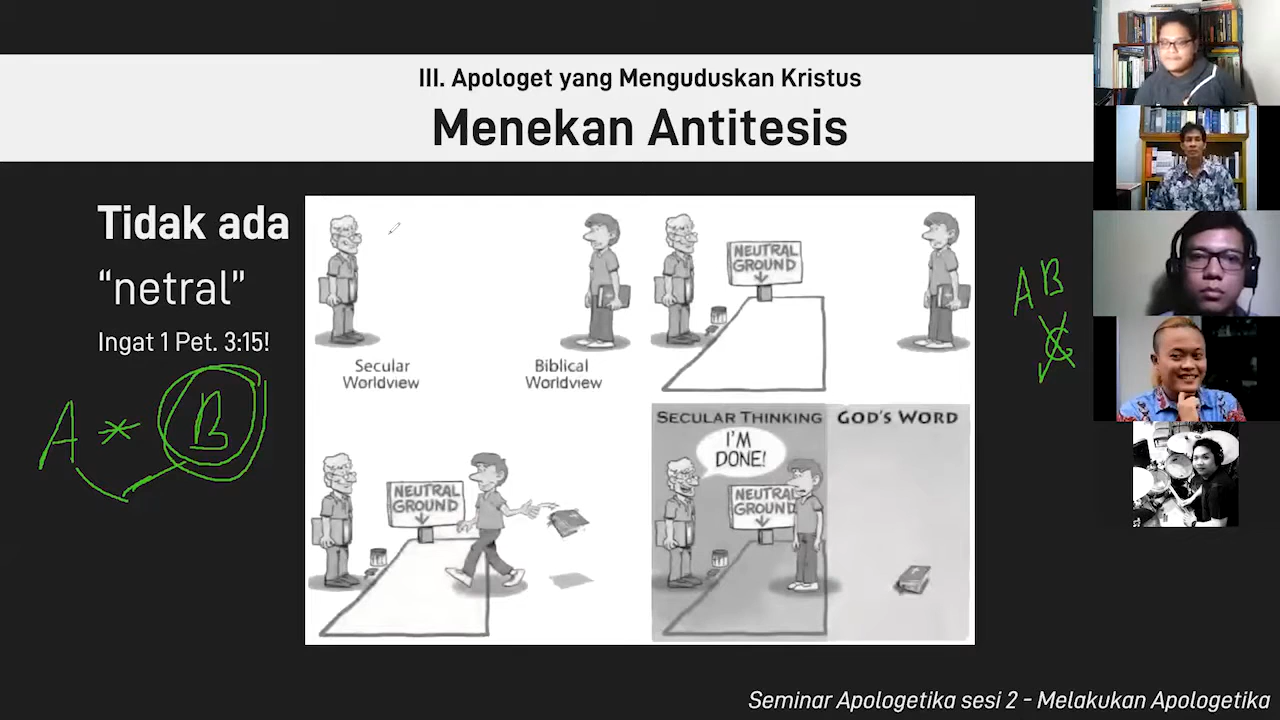 III. Apologet yang Menguduskan Kristus
Menekan Antitesis
Tidak ada
“netral”
Ingat 1 Pet. 3:15!
A * B
Secular
Worldview
Biblical
Worldview
NEUTRAL
GROUND
NEUTRAL
GROUND
SECULAR THINKING
GOD'S WORD
I'M
DONE!
NEUTRAL
GROUND
A B
Seminar Apologetika sesi 2 - Melakukan Apologetika